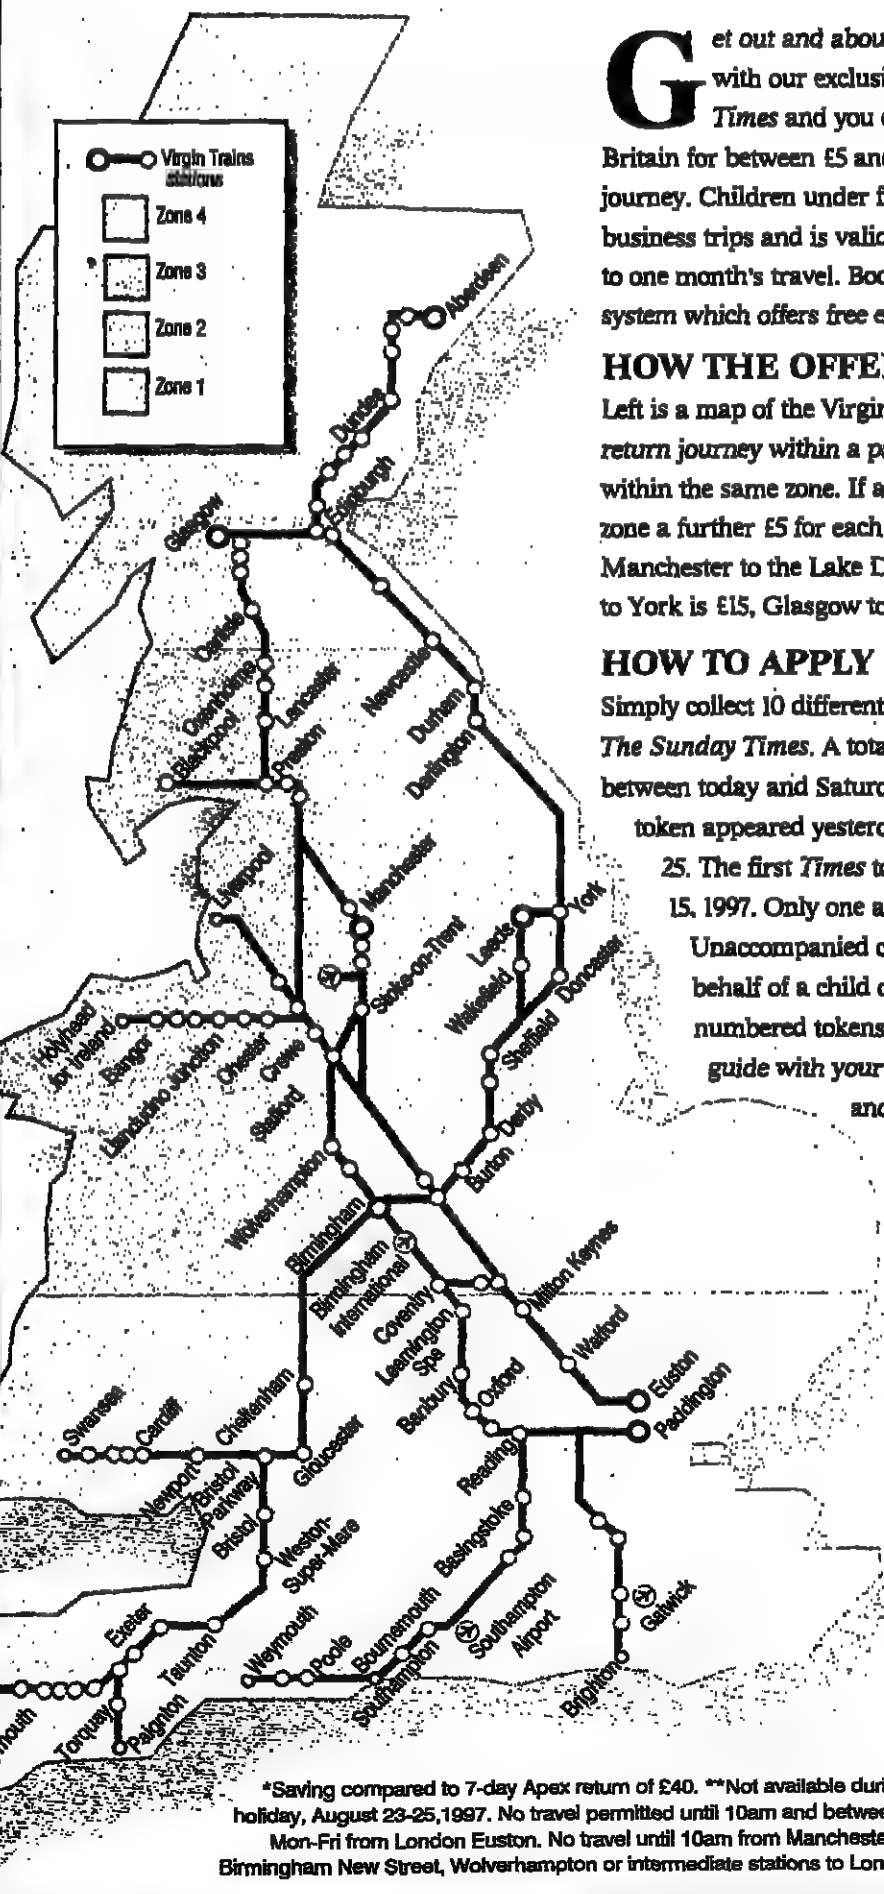 Virgin Trains
stations
Zone 4
Zone 3
Zone 2
Zone 1
Aberdeen
Dundee
Edinburgh
Glasgow
Carlisle
Oxenholme
Lancaster
Blackpool
Preston
Newcastle
Durham
Darlington
Liverpool
Manchester
Stoke-on-Trent
Leeds
York
Wakefield
Doncaster
Sheffield
Holyhead
for Ireland
Bangor
Llandudno Junction
Chester
Crewe
Stafford
Derby
Burton
Wolverhampton
Birmingham
Birmingham
International
Coventry
Leamington
Spa
Milton Keynes
Watford
Euston
Paddington
Banbury
Oxford
Swansea
Cardiff
Cheltenham
Gloucester
Newport
Bristol
Parkway
Bristol
Weston-
Super-Mare
Reading
Basingstoke
Exeter
Taunton
Weymouth
Poole
Bournemouth
Southampton
Southampton
Airport
Gatwick
Brighton
mouth
Torquay
Paignton
Get out and abou
with our exclusi
Times and you
Britain for between £5 and
journey. Children under f
business trips and is valid
to one month's travel. Boo
system which offers free e
HOW THE OFFE
Left is a map of the Virgin
return journey within a pa
within the same zone. If a
zone a further £5 for each
Manchester to the Lake D
to York is £15, Glasgow to
HOW TO APPLY
Simply collect 10 different
The Sunday Times. A tota
between today and Saturd
token appeared yesterd
25. The first Times to
15, 1997. Only one a
Unaccompanied c
behalf of a child
numbered tokens
guide with your
and
*Saving compared to 7-day Apex return of £40. **Not available duri
holiday, August 23-25,1997. No travel permitted until 10am and betwee
Mon-Fri from London Euston. No travel until 10am from Mancheste
Birmingham New Street, Wolverhampton or intermediate stations to Lon